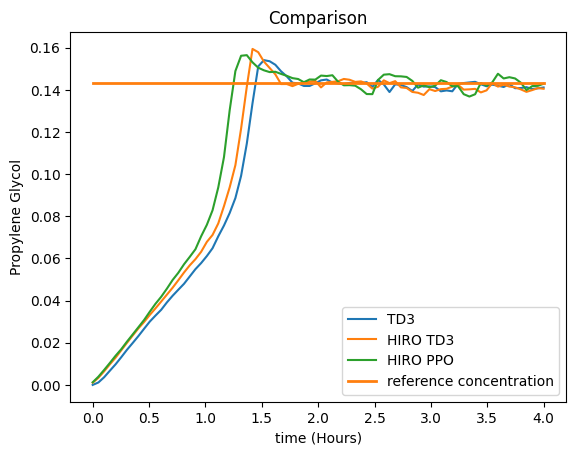 Comparison
0.16
0.14
0.12
0.10
0.08
0.06
0.04
0.02
0.00
Propylene Glycol
TD3
HIRO TD3
HIRO PPO
reference concentration
0.0 0.5 1.0 1.5 2.0 2.5 3.0 3.5 4.0
time (Hours)